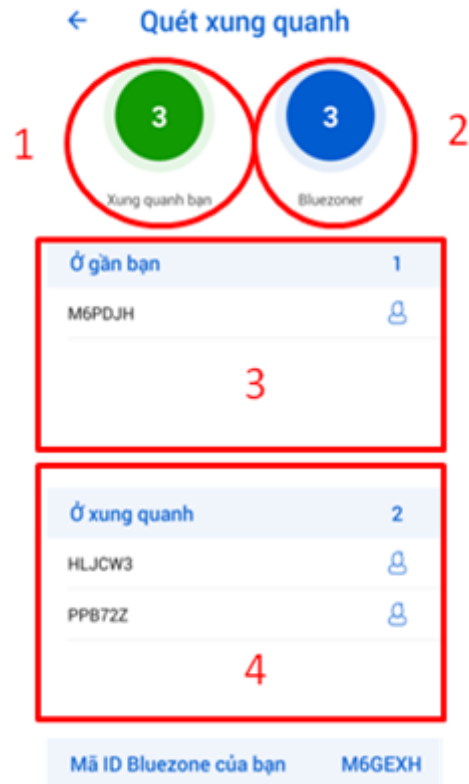 ← Quét xung quanh
1 3 3 2
Xung quanh bạn Bluezoner
Ở gần bạn 1
M6PDJH
3
Ở xung quanh 2
HLJCW3
PPB72Z
4
Mã ID Bluezone của bạn M6GEXH